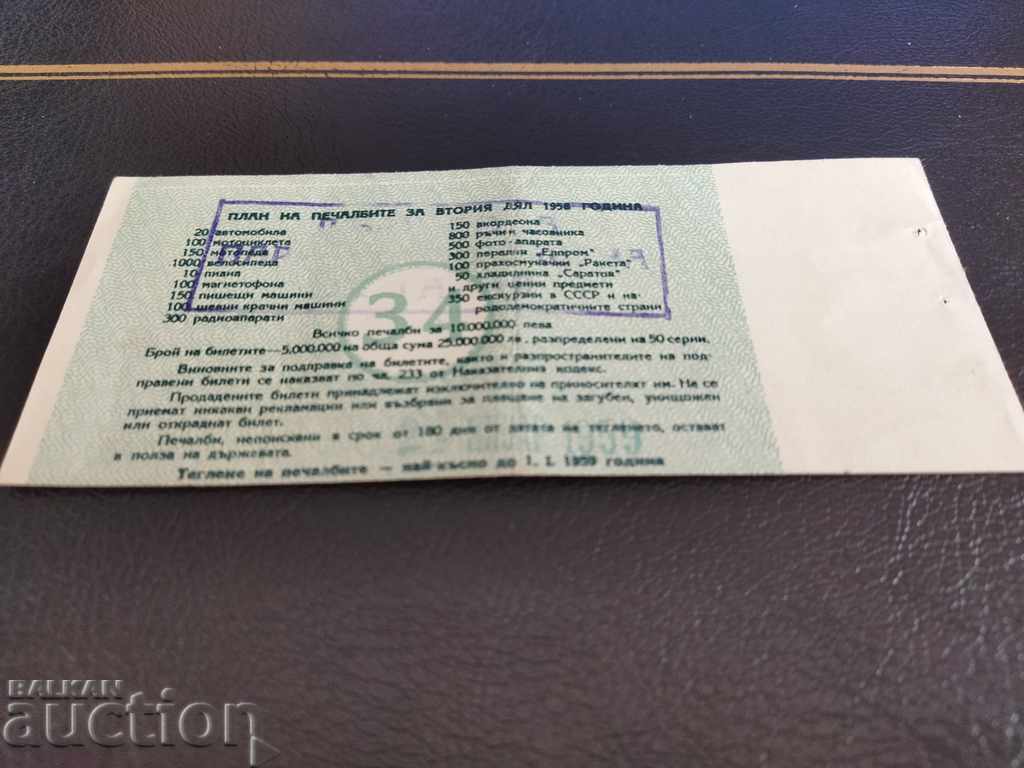 ПЛАН НА ПЕЧАЛБИТЕ ЗА ВТОРИЯ ДЯЛ 1958 ГОДИНА
20 автомобила
100 мотоциклета
150 мотопеда
1000 велосипеда
10 пиана
100 магнетофона
150 пишещи машини
100 шевни крачни машини
300 радиоапарати
150 акордеона
800 ръчни часовника
500 фото-апарата
300 перални „Елпром“
100 прахосмукачки „Ракета“
50 хладилника „Саратов“
и други ценни предмети
350 екскурзии в СССР и на-
рододемократичните страни
34
Всичко печалби за 10.000.000 лева
Брой на билетите—5.000.000 на обща сума 25.000.000 лв. разпределени на 50 серии.
Виновните за подправка на билетите, както и разпространителите на под-
правени билети се наказват по чл. 233 от Наказателния кодекс.
Продадените билети принадлежат изключително на приносителят им. Не се
приемат никакви рекламации или възбрани за плащане на загубен, унищожен
или откраднат билет.
Печалби, непоискани в срок от 180 дни от датата на тегленето, остават
в полза на държавата.
1959
Теглене на печалбите — най-късно до 1. I. 1959 година
BALKAN
auction